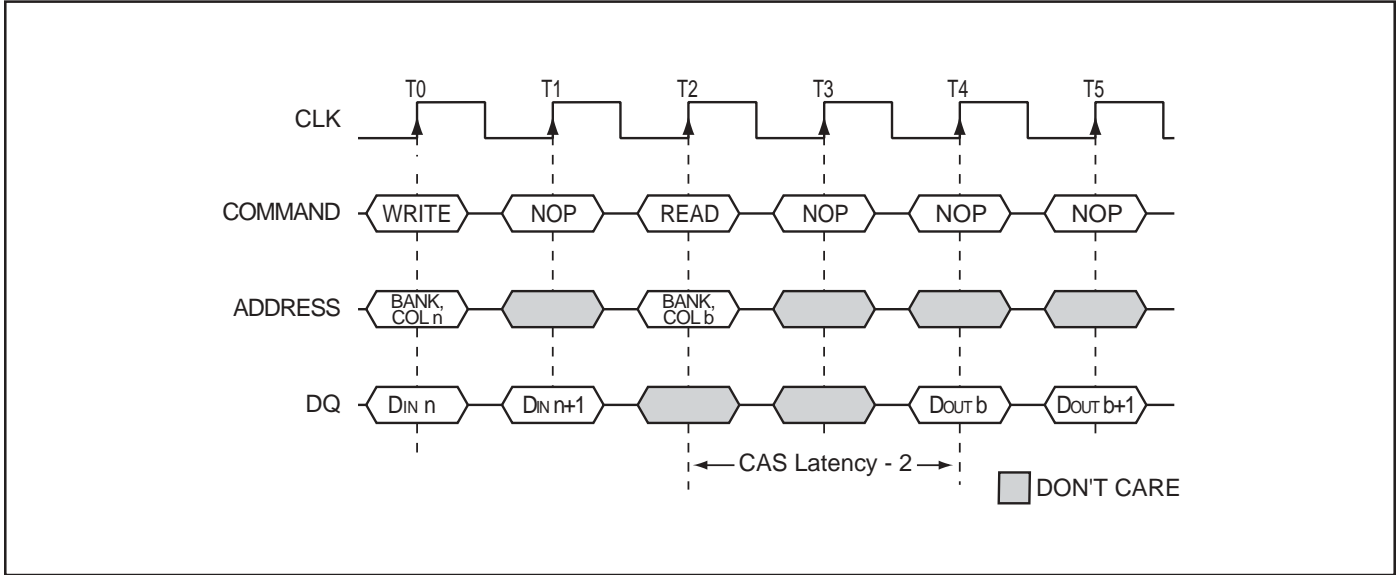 T0 T1 T2 T3 T4 T5
CLK
COMMAND WRITE NOP READ NOP NOP NOP
ADDRESS BANK, COL n BANK, COL b
DQ DIN n DIN n+1 DOUT b DOUT b+1
CAS Latency - 2
DON'T CARE